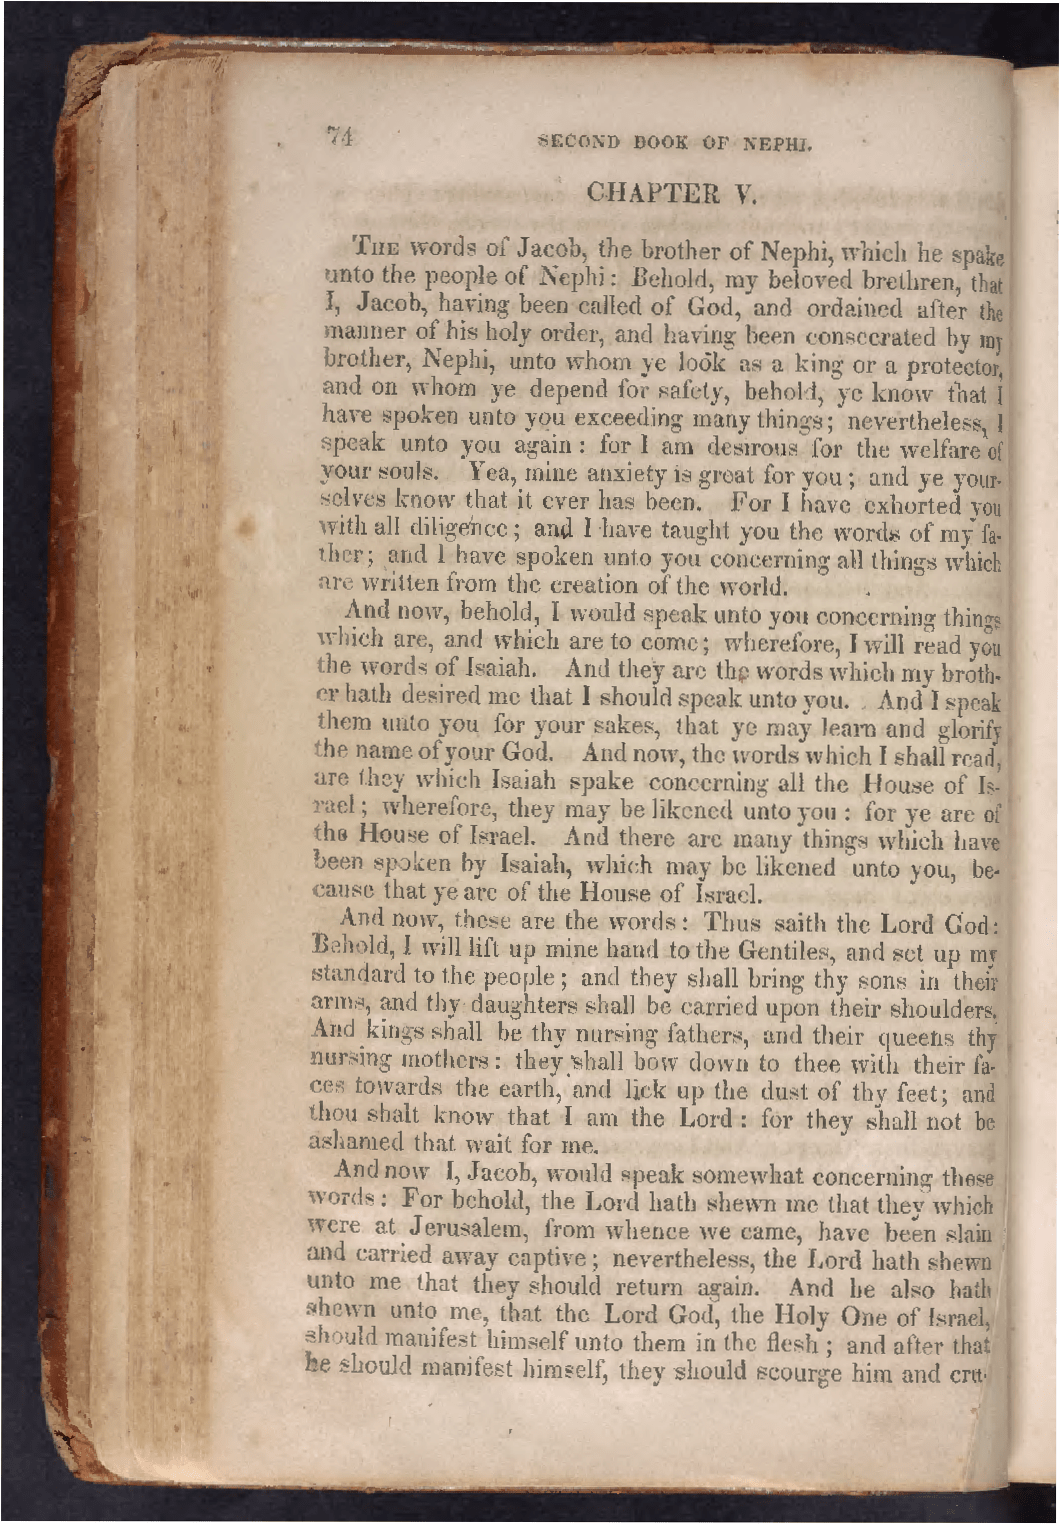 74 SECOND BOOK OF NEPHI.
CHAPTER V.
THE words of Jacob, the brother of Nephi, which he spake
unto the people of Nephi: Behold, my beloved brethren, that
I, Jacob, having been called of God, and ordained after the
manner of his holy order, and having been consecrated by my
brother, Nephi, unto whom ye look as a king or a protector,
and on whom ye depend for safety, behold, ye know that I
have spoken unto you exceeding many things; nevertheless, I
speak unto you again: for I am desirous for the welfare of
your souls. Yea, mine anxiety is great for you; and ye your-
selves know that it ever has been. For I have exhorted you
with all diligence; and I have taught you the words of my fa-
ther; and I have spoken unto you concerning all things which
are written from the creation of the world.
And now, behold, I would speak unto you concerning things
which are, and which are to come; wherefore, I will read you
the words of Isaiah. And they are the words which my broth-
er hath desired me that I should speak unto you. And I speak
them unto you for your sakes, that ye may learn and glorify
the name of your God. And now, the words which I shall read,
are they which Isaiah spake concerning all the House of Is-
rael; wherefore, they may be likened unto you: for ye are of
the House of Israel. And there are many things which have
been spoken by Isaiah, which may be likened unto you, be-
cause that ye are of the House of Israel.
And now, these are the words: Thus saith the Lord God:
Behold, I will lift up mine hand to the Gentiles, and set up my
standard to the people; and they shall bring thy sons in their
arms, and thy daughters shall be carried upon their shoulders.
And kings shall be thy nursing fathers, and their queens thy
nursing mothers: they shall bow down to thee with their fa-
ces towards the earth, and lick up the dust of thy feet; and
thou shalt know that I am the Lord: for they shall not be
ashamed that wait for me.
And now I, Jacob, would speak somewhat concerning these
words: For behold, the Lord hath shewn me that they which
were at Jerusalem, from whence we came, have been slain
and carried away captive; nevertheless, the Lord hath shewn
unto me that they should return again. And he also hath
shewn unto me, that the Lord God, the Holy One of Israel,
should manifest himself unto them in the flesh; and after that
he should manifest himself, they should scourge him and cru-